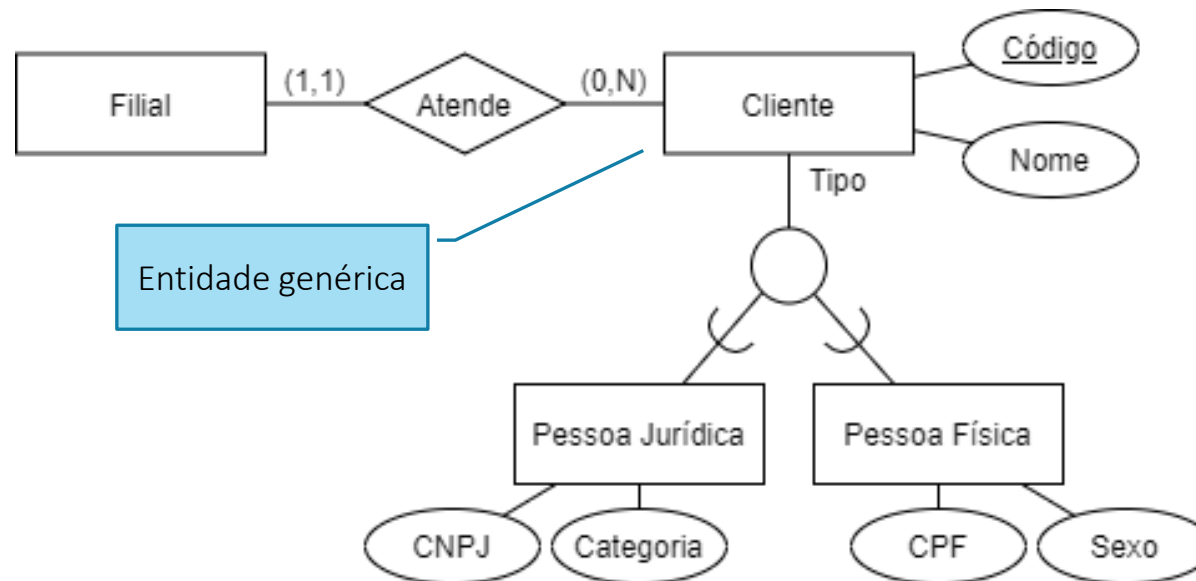 Código
Filial
(1,1)
Atende
(0,N)
Cliente
Nome
Tipo
Entidade genérica
Pessoa Jurídica
Pessoa Física
CNPJ
Categoria
CPF
Sexo